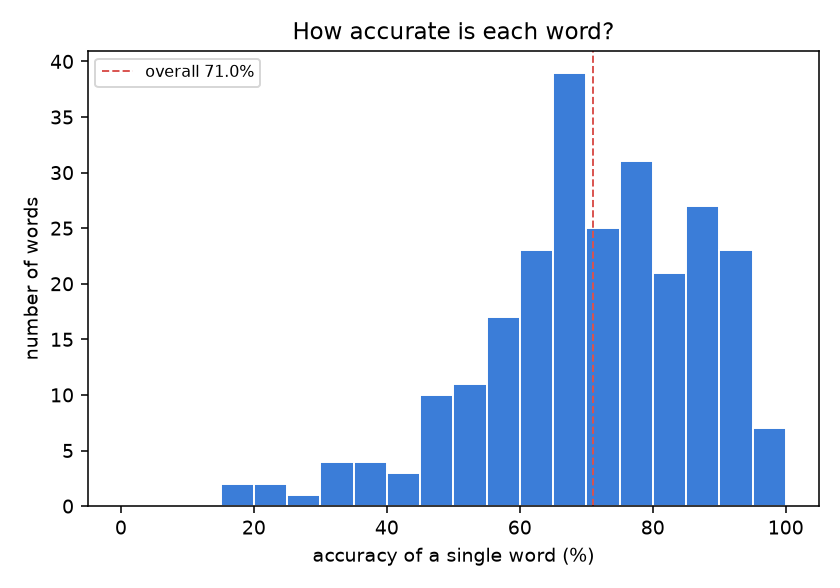 How accurate is each word?
overall 71.0%
40
35
30
25
20
15
10
5
0
number of words
0 20 40 60 80 100
accuracy of a single word (%)